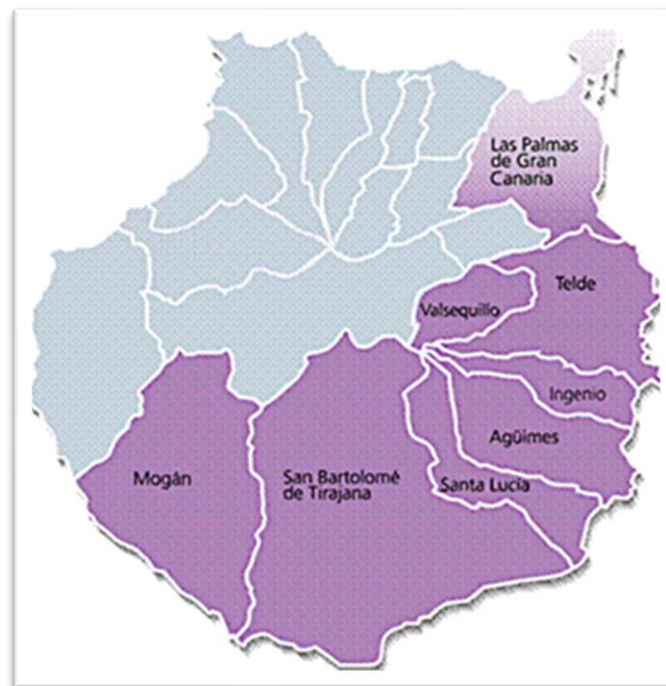 Las Palmas
de Gran
Canaria
Telde
Valsequillo
Ingenio
Agüimes
Mogán
San Bartolomé
de Tirajana
Santa Lucía